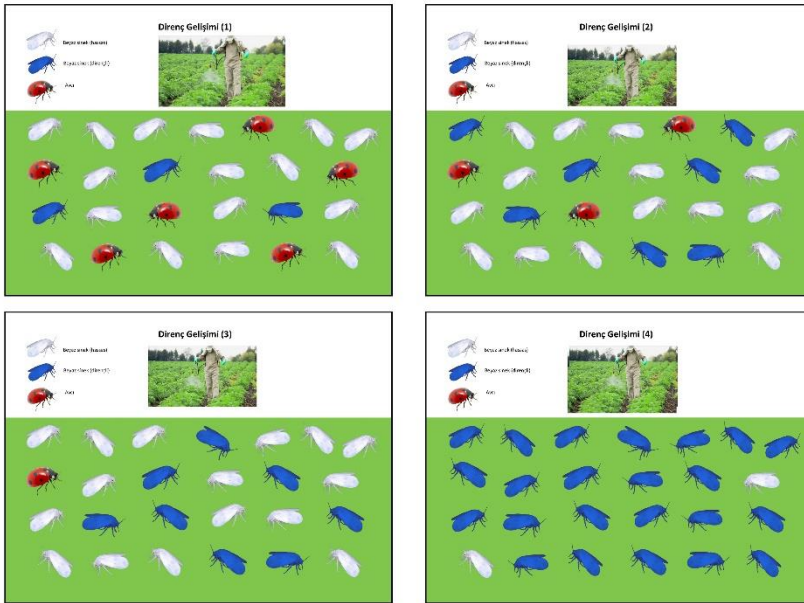 Direnç Gelişimi (1)
Beyaz sinek (hassas)
Beyaz sinek (dirençli)
Avcı
Direnç Gelişimi (2)
Beyaz sinek (hassas)
Beyaz sinek (dirençli)
Avcı
Direnç Gelişimi (3)
Beyaz sinek (hassas)
Beyaz sinek (dirençli)
Avcı
Direnç Gelişimi (4)
Beyaz sinek (hassas)
Beyaz sinek (dirençli)
Avcı